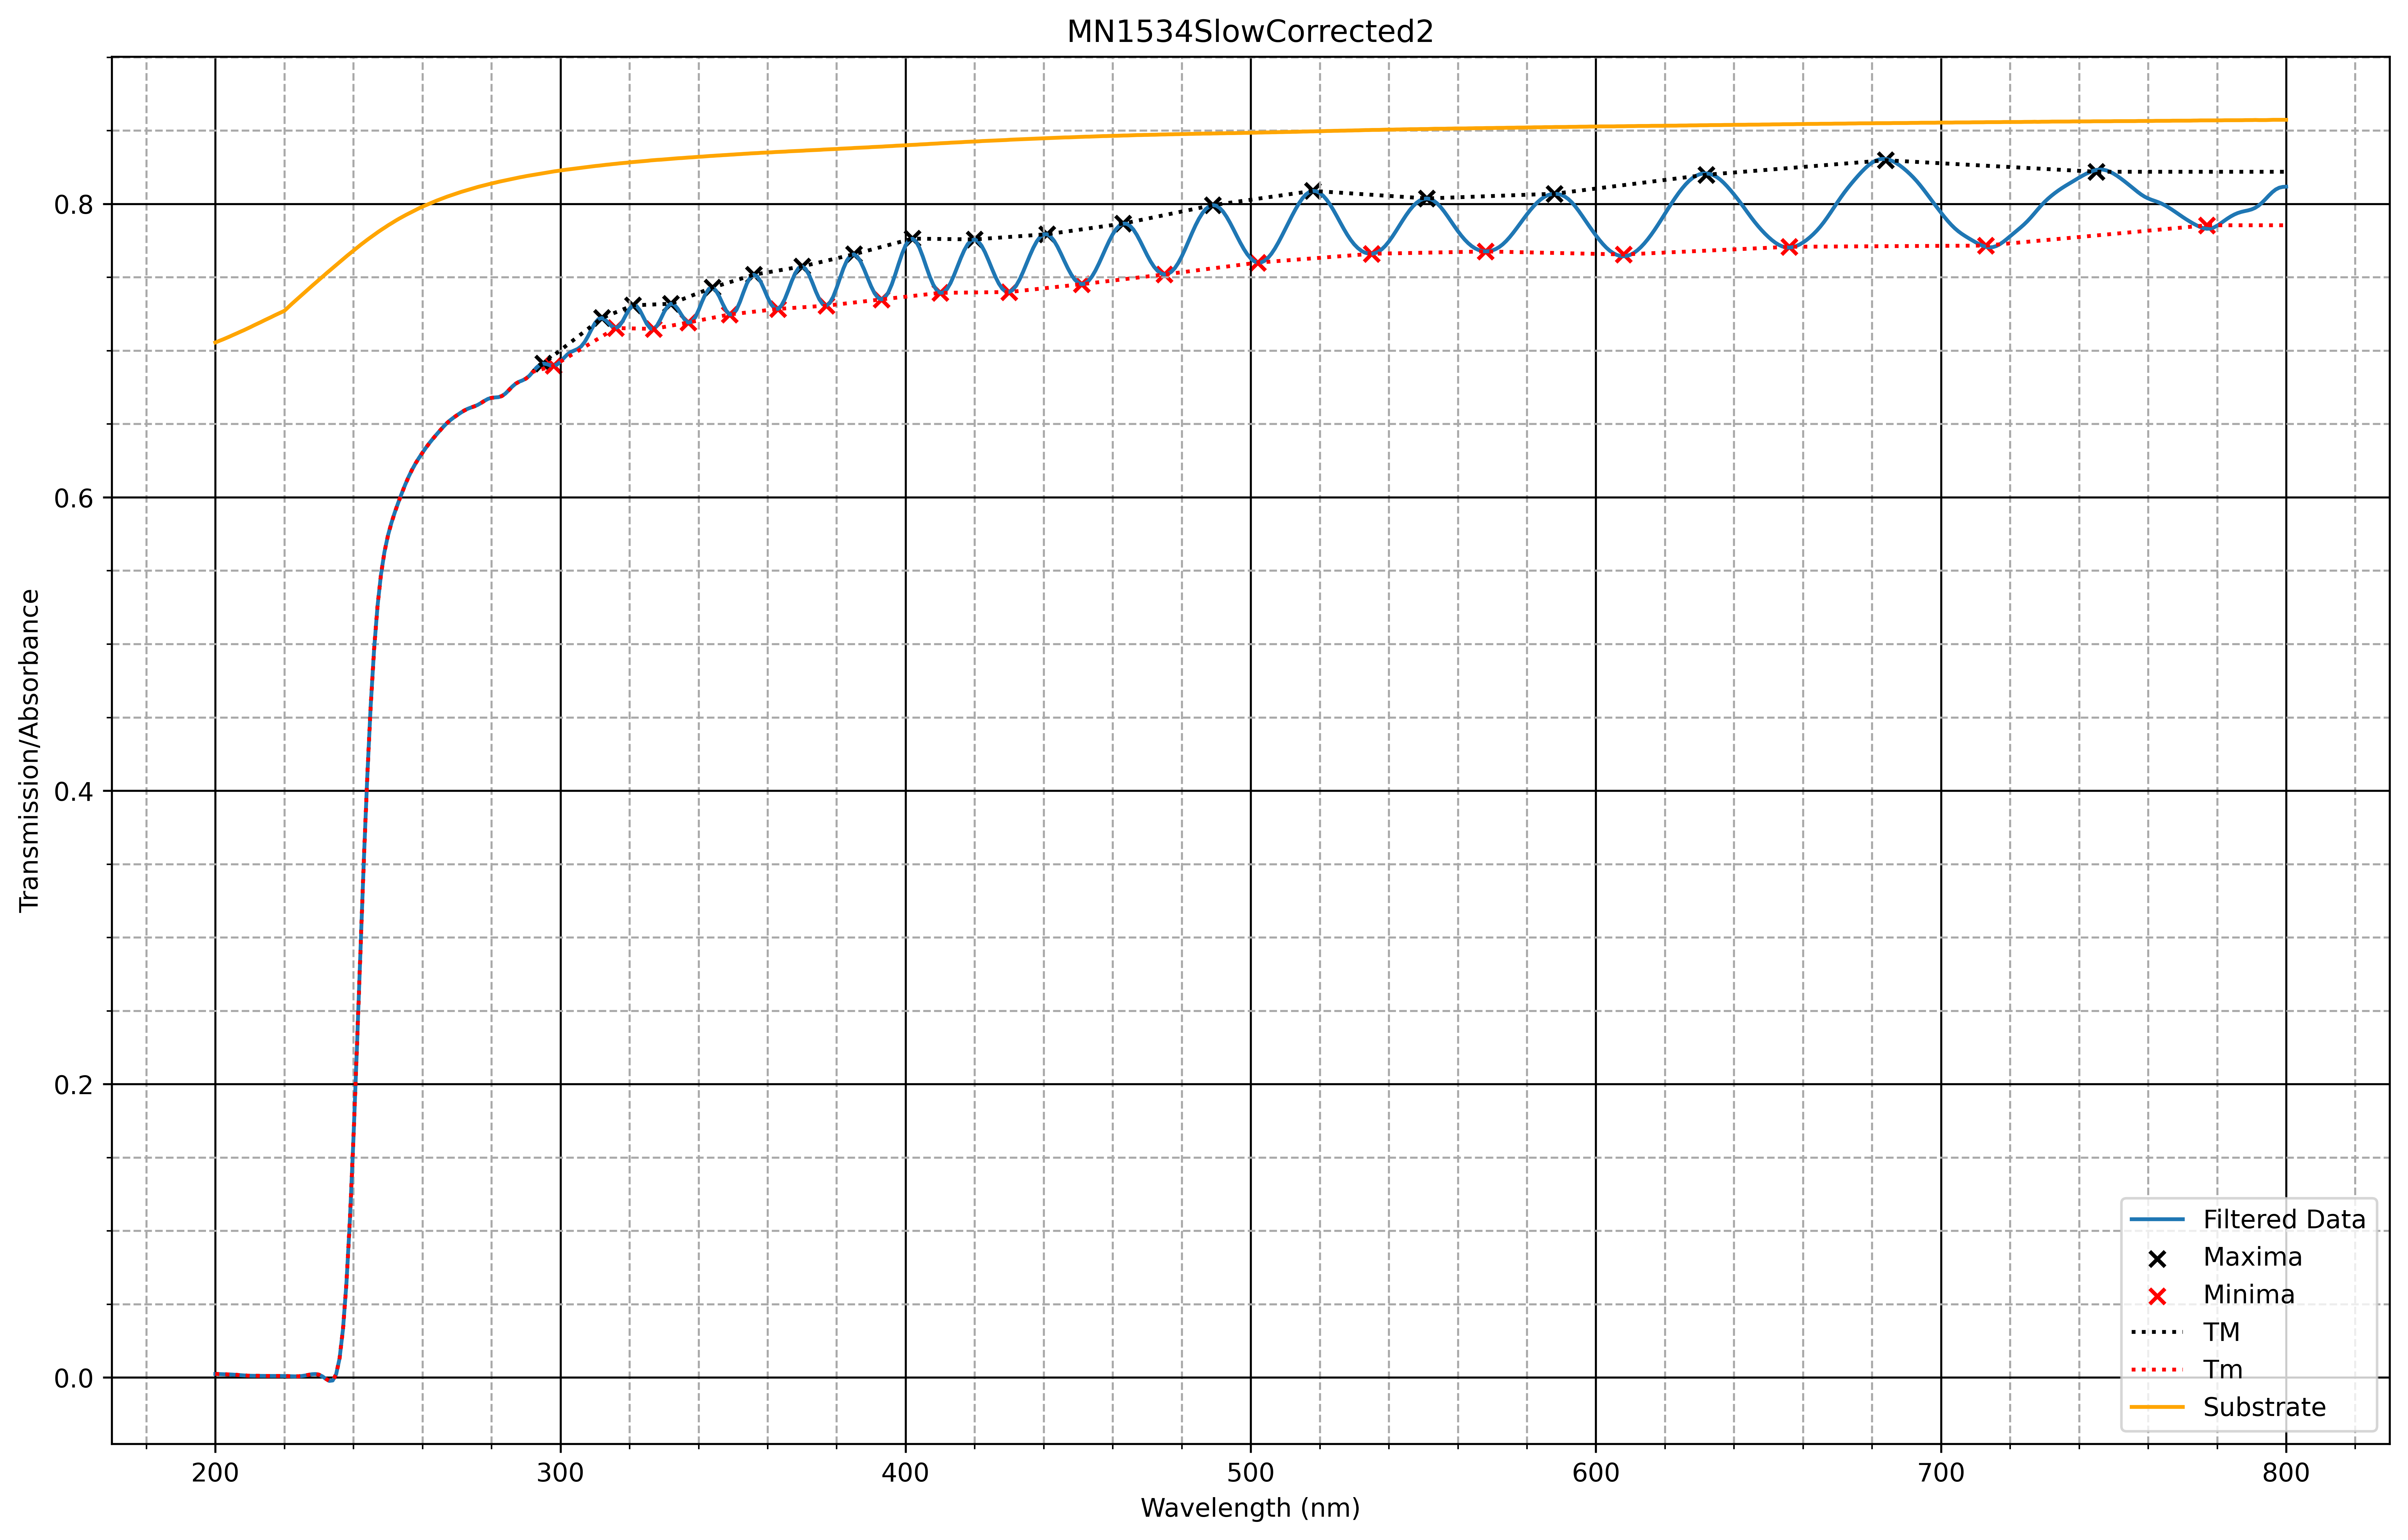 MN1534SlowCorrected2
Transmission/Absorbance
0.8
0.6
0.4
0.2
0.0
200 300 400 500 600 700 800
Wavelength (nm)
Filtered Data
Maxima
Minima
TM
Tm
Substrate